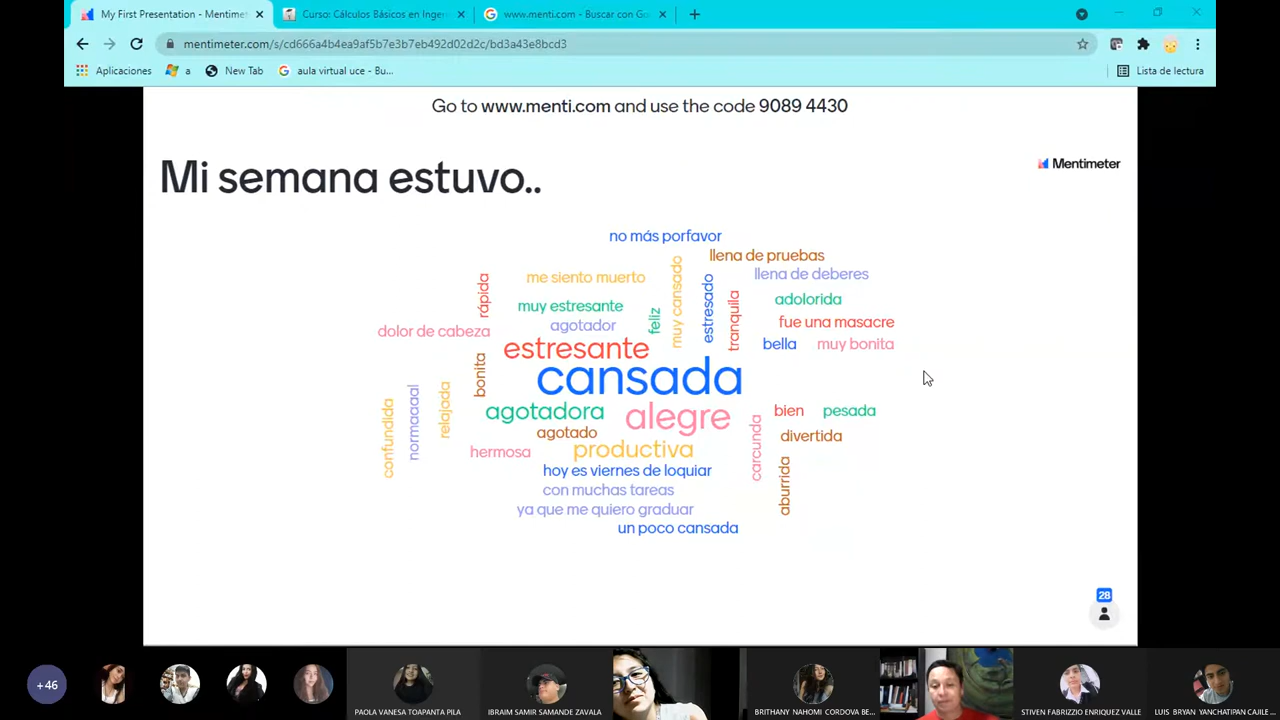 My First Presentation - Mentimet
Curso: Cálculos Básicos en Inger
www.menti.com - Buscar con Go
mentimeter.com/s/cd666a4b4ea9af5b7e3b7eb492d02d2c/bd3a43e8bcd3
Aplicaciones
a
New Tab
aula virtual uce - Bu...
Lista de lectura
Go to www.menti.com and use the code 9089 4430
Mi semana estuvo..
Mentimeter
no más porfavor
llena de pruebas
llena de deberes
me siento muerto
rápida
muy cansado
estresado
tranquila
adolorida
muy estresante
feliz
agotador
fue una masacre
dolor de cabeza
bella
muy bonita
estresante
cansada
bonita
confundida
normaaaal
relajada
agotadora
alegre
bien
pesada
agotado
divertida
carcunda
hermosa
productiva
aburrida
hoy es viernes de loquiar
con muchas tareas
ya que me quiero graduar
un poco cansada
28
+46
PAOLA VANESA TOAPANTA PILA
IBRAIM SAMIR SAMANDE ZAVALA
BRITHANY NAHOMI CORDOVA BE...
STIVEN FABRIZZIO ENRIQUEZ VALLE
LUIS BRYAN YANCHATIPAN CAJILE...